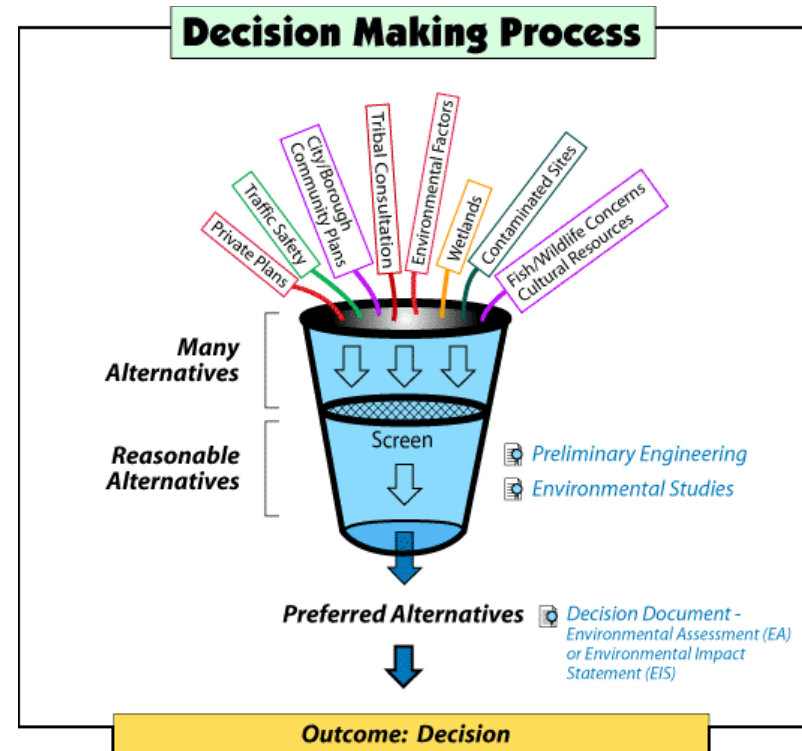 Decision Making Process
Private Plans
Traffic Safety
City/Borough
Community Plans
Tribal Consultation
Environmental Factors
Wetlands
Contaminated Sites
Fish/Wildlife Concerns
Cultural Resources
Many
Alternatives
Screen
Reasonable
Alternatives
Preliminary Engineering
Environmental Studies
Preferred Alternatives
Decision Document -
Environmental Assessment (EA)
or Environmental Impact
Statement (EIS)
Outcome: Decision